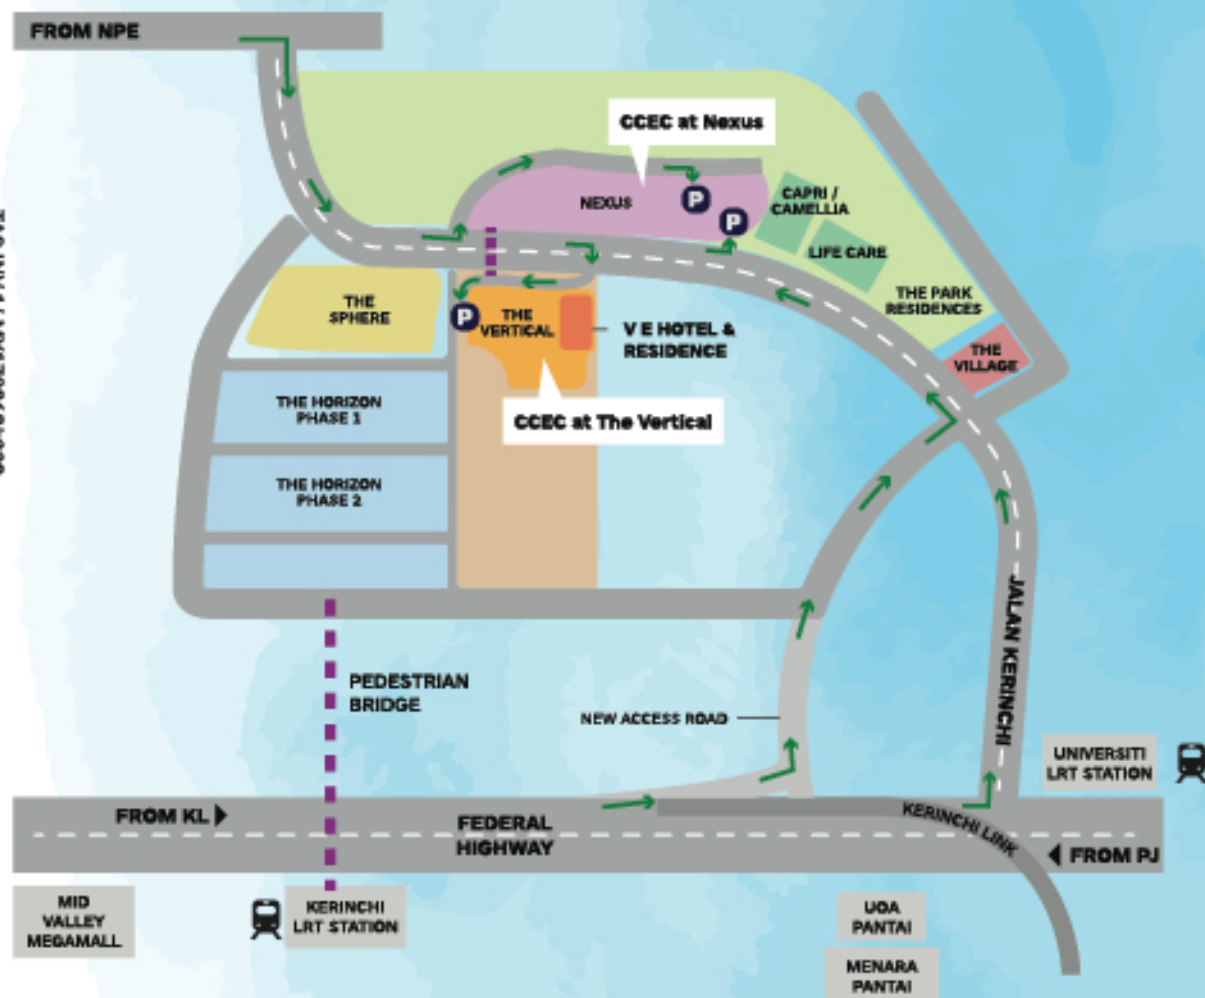 FROM NPE
CCEC at Nexus
NEXUS
P
P
CAPRI /
CAMELLIA
LIFE CARE
THE PARK
RESIDENCES
THE
VILLAGE
THE
SPHERE
P
THE
VERTICAL
V E HOTEL &
RESIDENCE
CCEC at The Vertical
THE HORIZON
PHASE 1
THE HORIZON
PHASE 2
PEDESTRIAN
BRIDGE
NEW ACCESS ROAD
JALAN KERINCHI
UNIVERSITI
LRT STATION
FROM KL
FEDERAL
HIGHWAY
KERINCHI LINK
FROM PJ
MID
VALLEY
MEGAMALL
KERINCHI
LRT STATION
UOA
PANTAI
MENARA
PANTAI